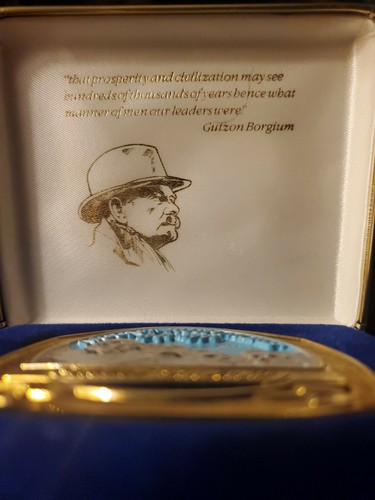 "that prosperity and civilization may see
hundreds of thousands of years hence what
manner of men our leaders were."
Gutzon Borgium